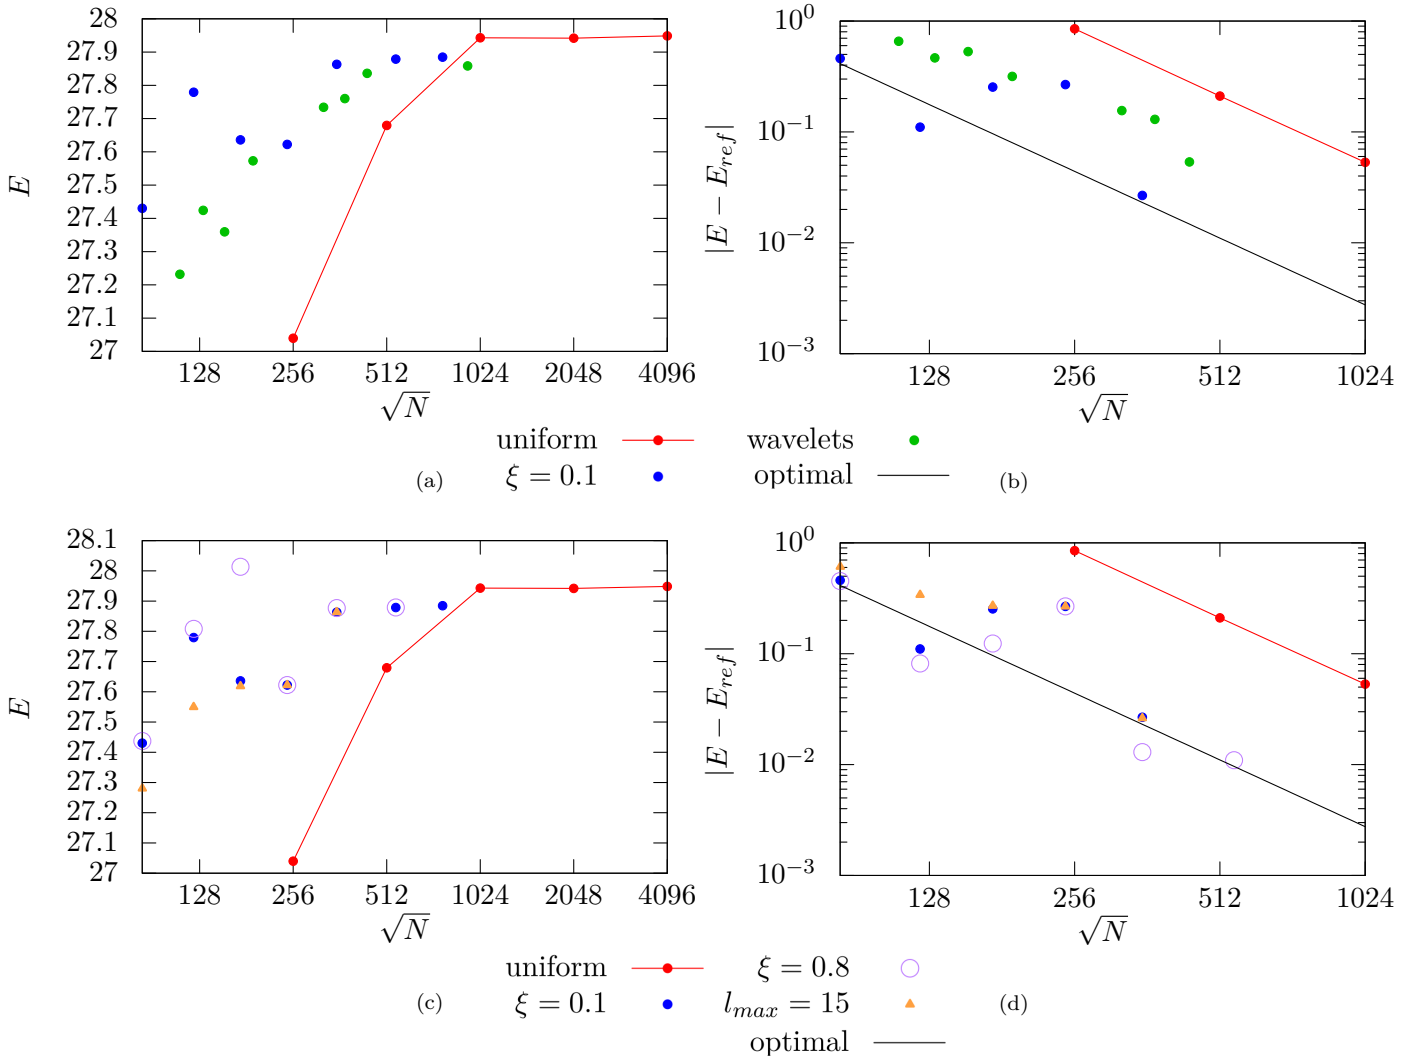 28
27.9
27.8
27.7
27.6
27.5
27.4
27.3
27.2
27.1
27
E
128 256 512 1024 2048 4096
√N
10^0
10^−1
10^−2
10^−3
|E − E_ref|
128 256 512 1024
√N
uniform wavelets
ξ = 0.1 optimal
(a) (b)
28.1
28
27.9
27.8
27.7
27.6
27.5
27.4
27.3
27.2
27.1
27
E
128 256 512 1024 2048 4096
√N
10^0
10^−1
10^−2
10^−3
|E − E_ref|
128 256 512 1024
√N
uniform ξ = 0.8
ξ = 0.1 l_max = 15
optimal
(c) (d)